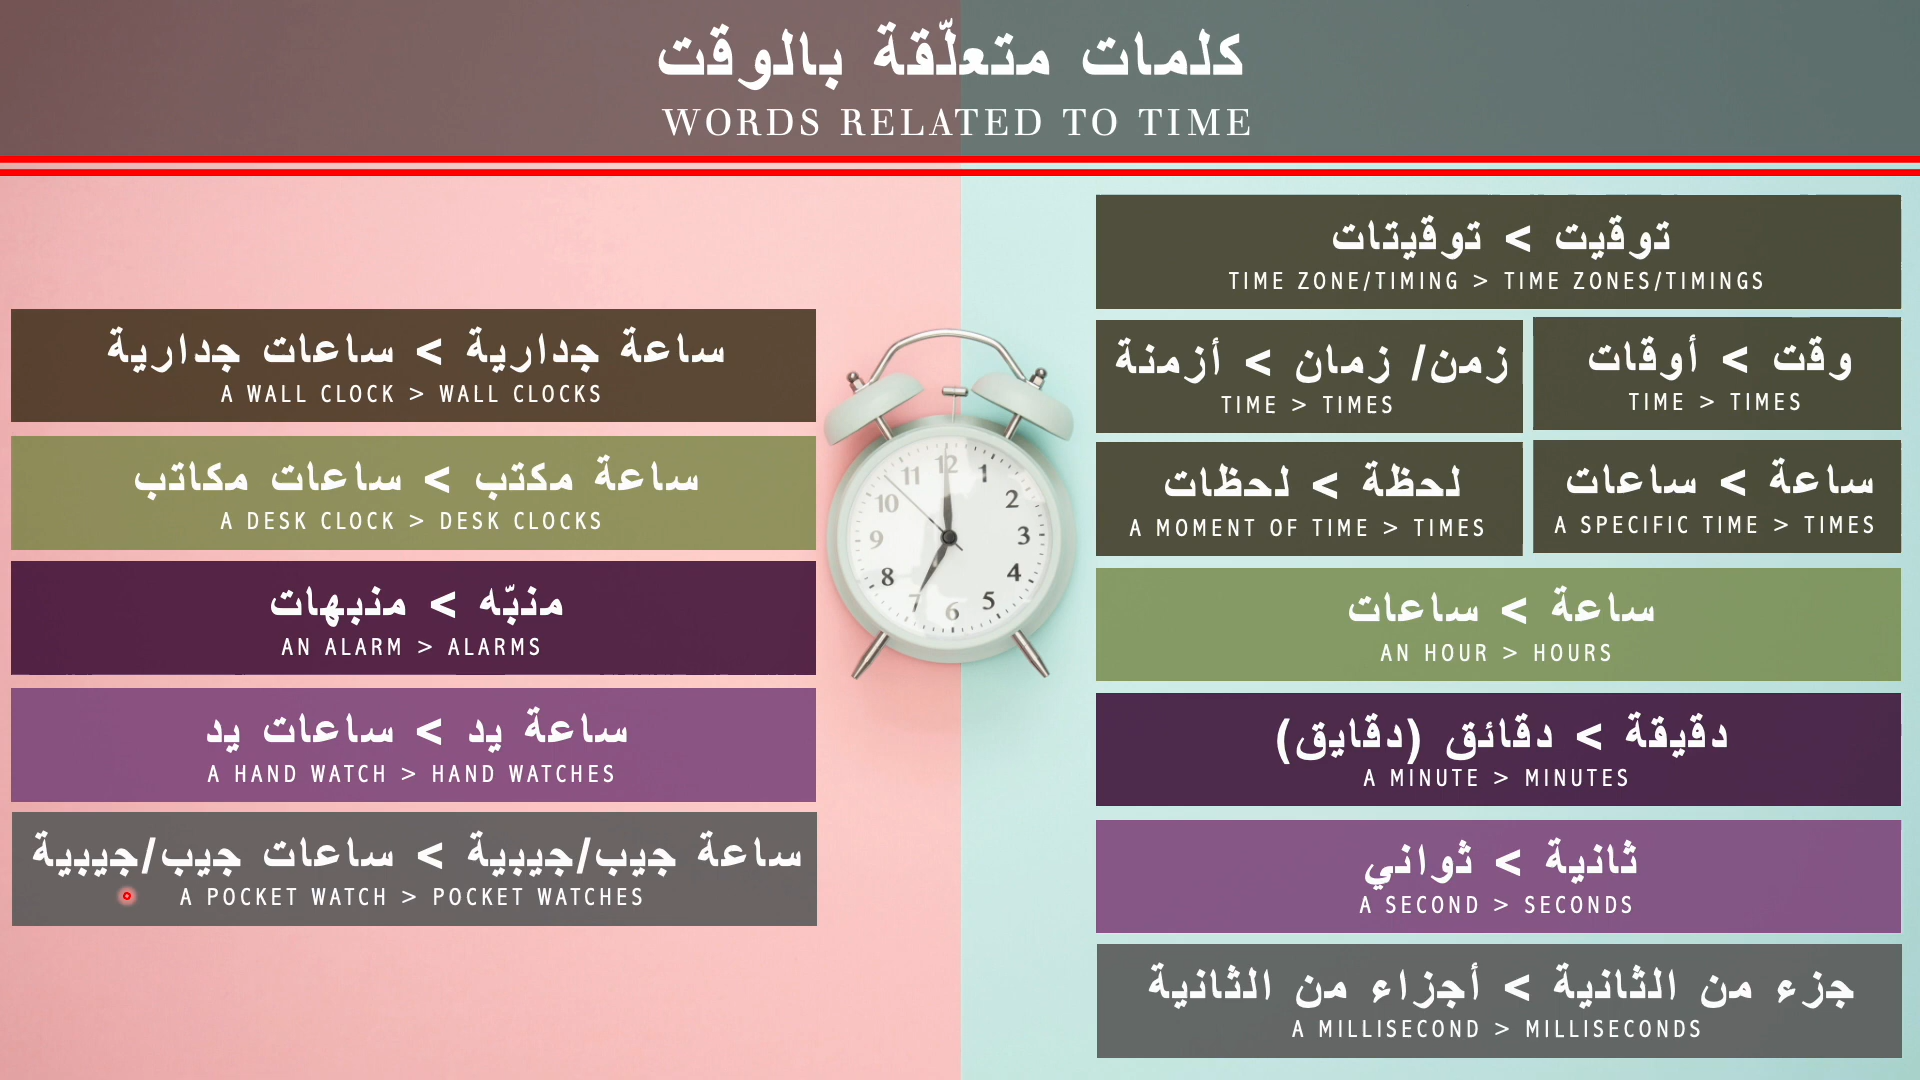 كلمات متعلّقة بالوقت
WORDS RELATED TO TIME
توقيت > توقيتات
TIME ZONE/TIMING > TIME ZONES/TIMINGS
وقت > أوقات
TIME > TIMES
زمن/ زمان > أزمنة
TIME > TIMES
ساعة > ساعات
A SPECIFIC TIME > TIMES
لحظة > لحظات
A MOMENT OF TIME > TIMES
ساعة > ساعات
AN HOUR > HOURS
دقيقة > دقائق (دقايق)
A MINUTE > MINUTES
ثانية > ثواني
A SECOND > SECONDS
جزء من الثانية > أجزاء من الثانية
A MILLISECOND > MILLISECONDS
ساعة جدارية > ساعات جدارية
A WALL CLOCK > WALL CLOCKS
ساعة مكتب > ساعات مكاتب
A DESK CLOCK > DESK CLOCKS
منبّه > منبهات
AN ALARM > ALARMS
ساعة يد > ساعات يد
A HAND WATCH > HAND WATCHES
ساعة جيب/جيبية > ساعات جيب/جيبية
A POCKET WATCH > POCKET WATCHES
12
1
2
3
4
5
6
7
8
9
10
11